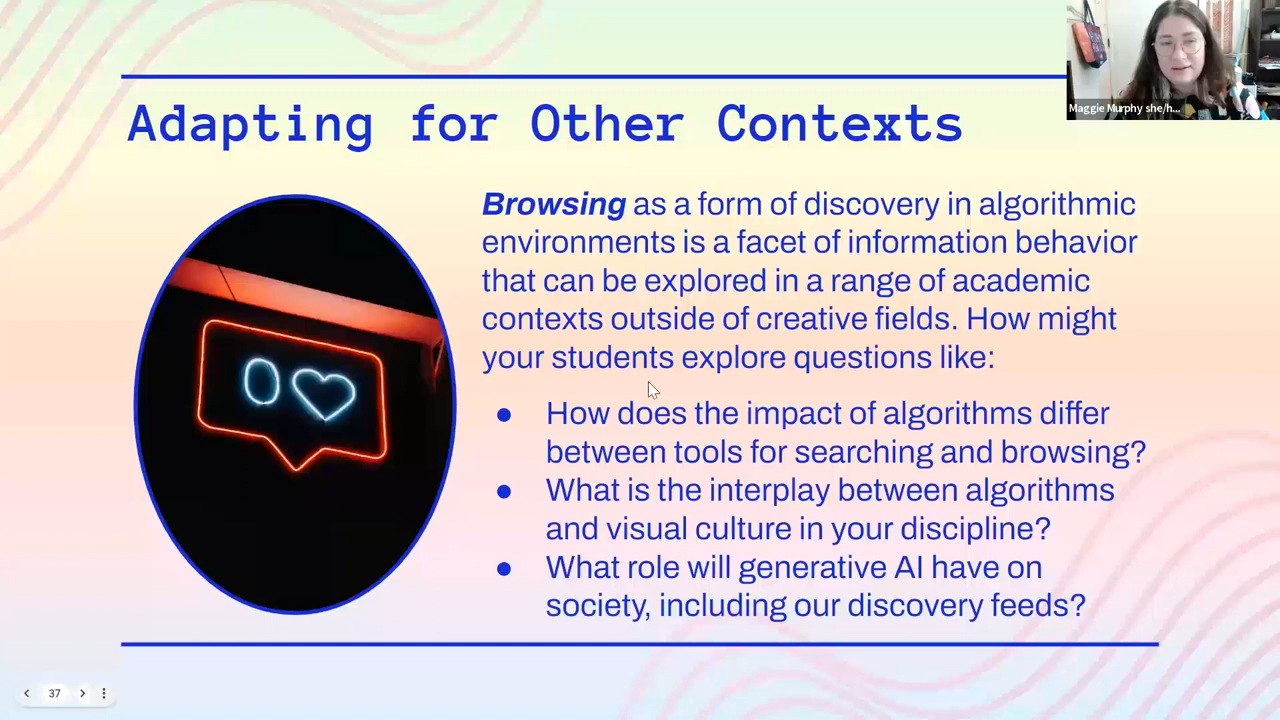 Adapting for Other Contexts
Maggie Murphy she/h...
Browsing as a form of discovery in algorithmic
environments is a facet of information behavior
that can be explored in a range of academic
contexts outside of creative fields. How might
your students explore questions like:
● How does the impact of algorithms differ
between tools for searching and browsing?
● What is the interplay between algorithms
and visual culture in your discipline?
● What role will generative AI have on
society, including our discovery feeds?
0
37